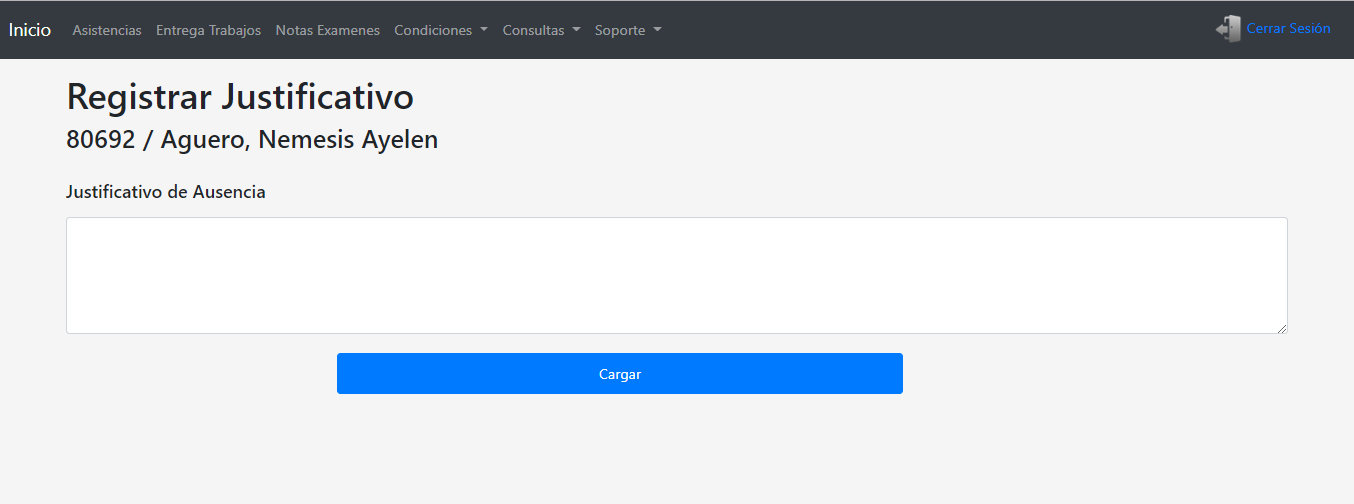 Inicio Asistencias Entrega Trabajos Notas Examenes Condiciones Consultas Soporte Cerrar Sesión
Registrar Justificativo
80692 / Aguero, Nemesis Ayelen
Justificativo de Ausencia
Cargar